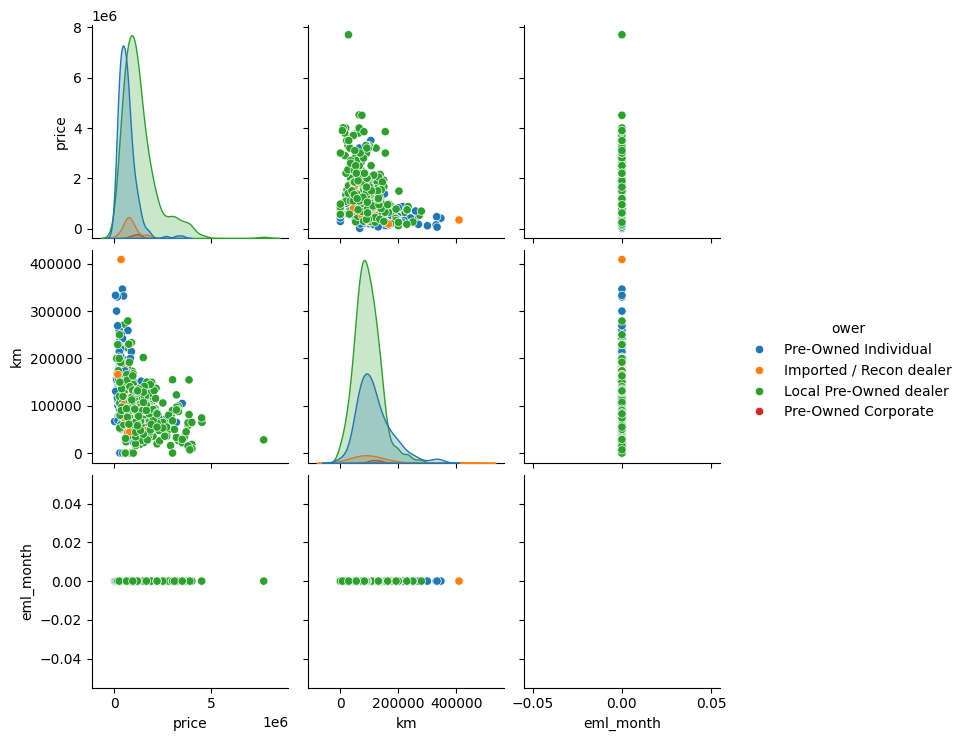 1e6
8
6
4
2
0
price
400000
300000
200000
100000
0
km
0.04
0.02
0.00
−0.02
−0.04
eml_month
0 5
1e6
price
0 200000 400000
km
−0.05 0.00 0.05
eml_month
ower
Pre-Owned Individual
Imported / Recon dealer
Local Pre-Owned dealer
Pre-Owned Corporate